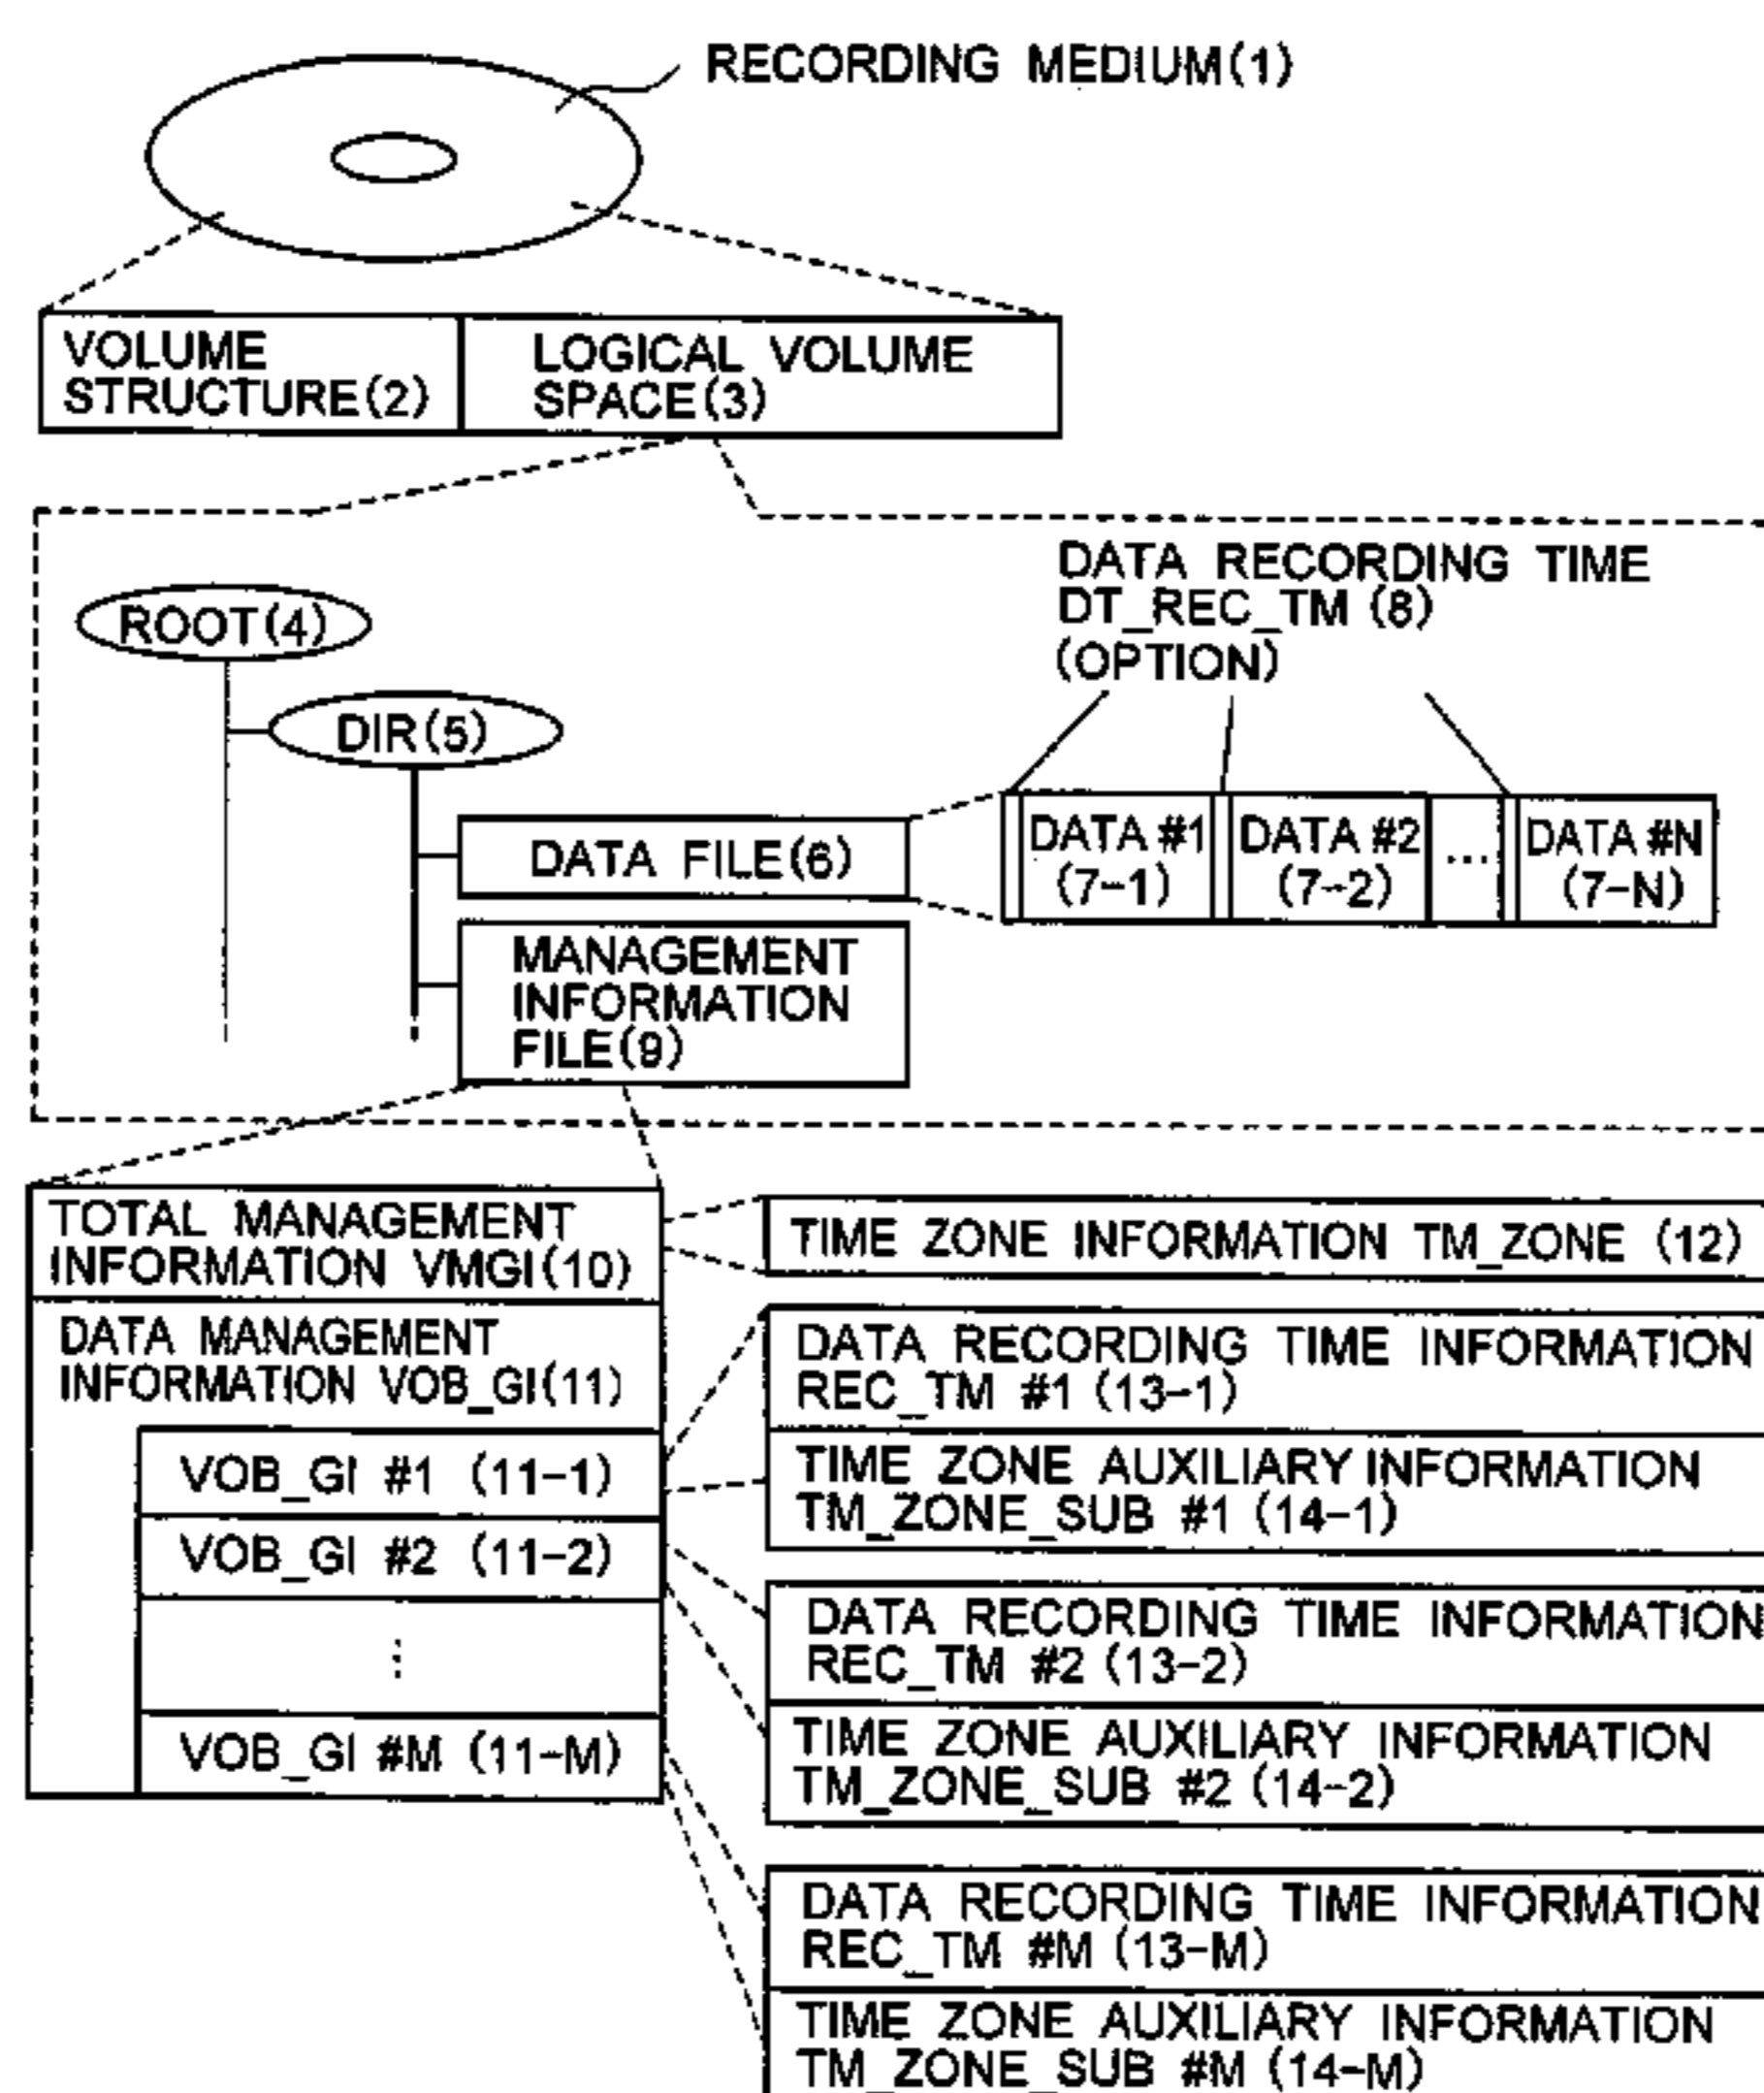 RECORDING MEDIUM(1)
VOLUME
STRUCTURE(2)
LOGICAL VOLUME
SPACE(3)
DATA RECORDING TIME
DT_REC_TM (8)
(OPTION)
ROOT(4)
DIR(5)
DATA FILE(6)
DATA #1
(7-1)
DATA #2
(7-2)
...
DATA #N
(7-N)
MANAGEMENT
INFORMATION
FILE(9)
TOTAL MANAGEMENT
INFORMATION VMGI(10)
TIME ZONE INFORMATION TM_ZONE (12)
DATA MANAGEMENT
INFORMATION VOB_GI(11)
VOB_GI #1 (11-1)
VOB_GI #2 (11-2)
⋮
VOB_GI #M (11-M)
DATA RECORDING TIME INFORMATION
REC_TM #1 (13-1)
TIME ZONE AUXILIARY INFORMATION
TM_ZONE_SUB #1 (14-1)
DATA RECORDING TIME INFORMATION
REC_TM #2 (13-2)
TIME ZONE AUXILIARY INFORMATION
TM_ZONE_SUB #2 (14-2)
DATA RECORDING TIME INFORMATION
REC_TM #M (13-M)
TIME ZONE AUXILIARY INFORMATION
TM_ZONE_SUB #M (14-M)